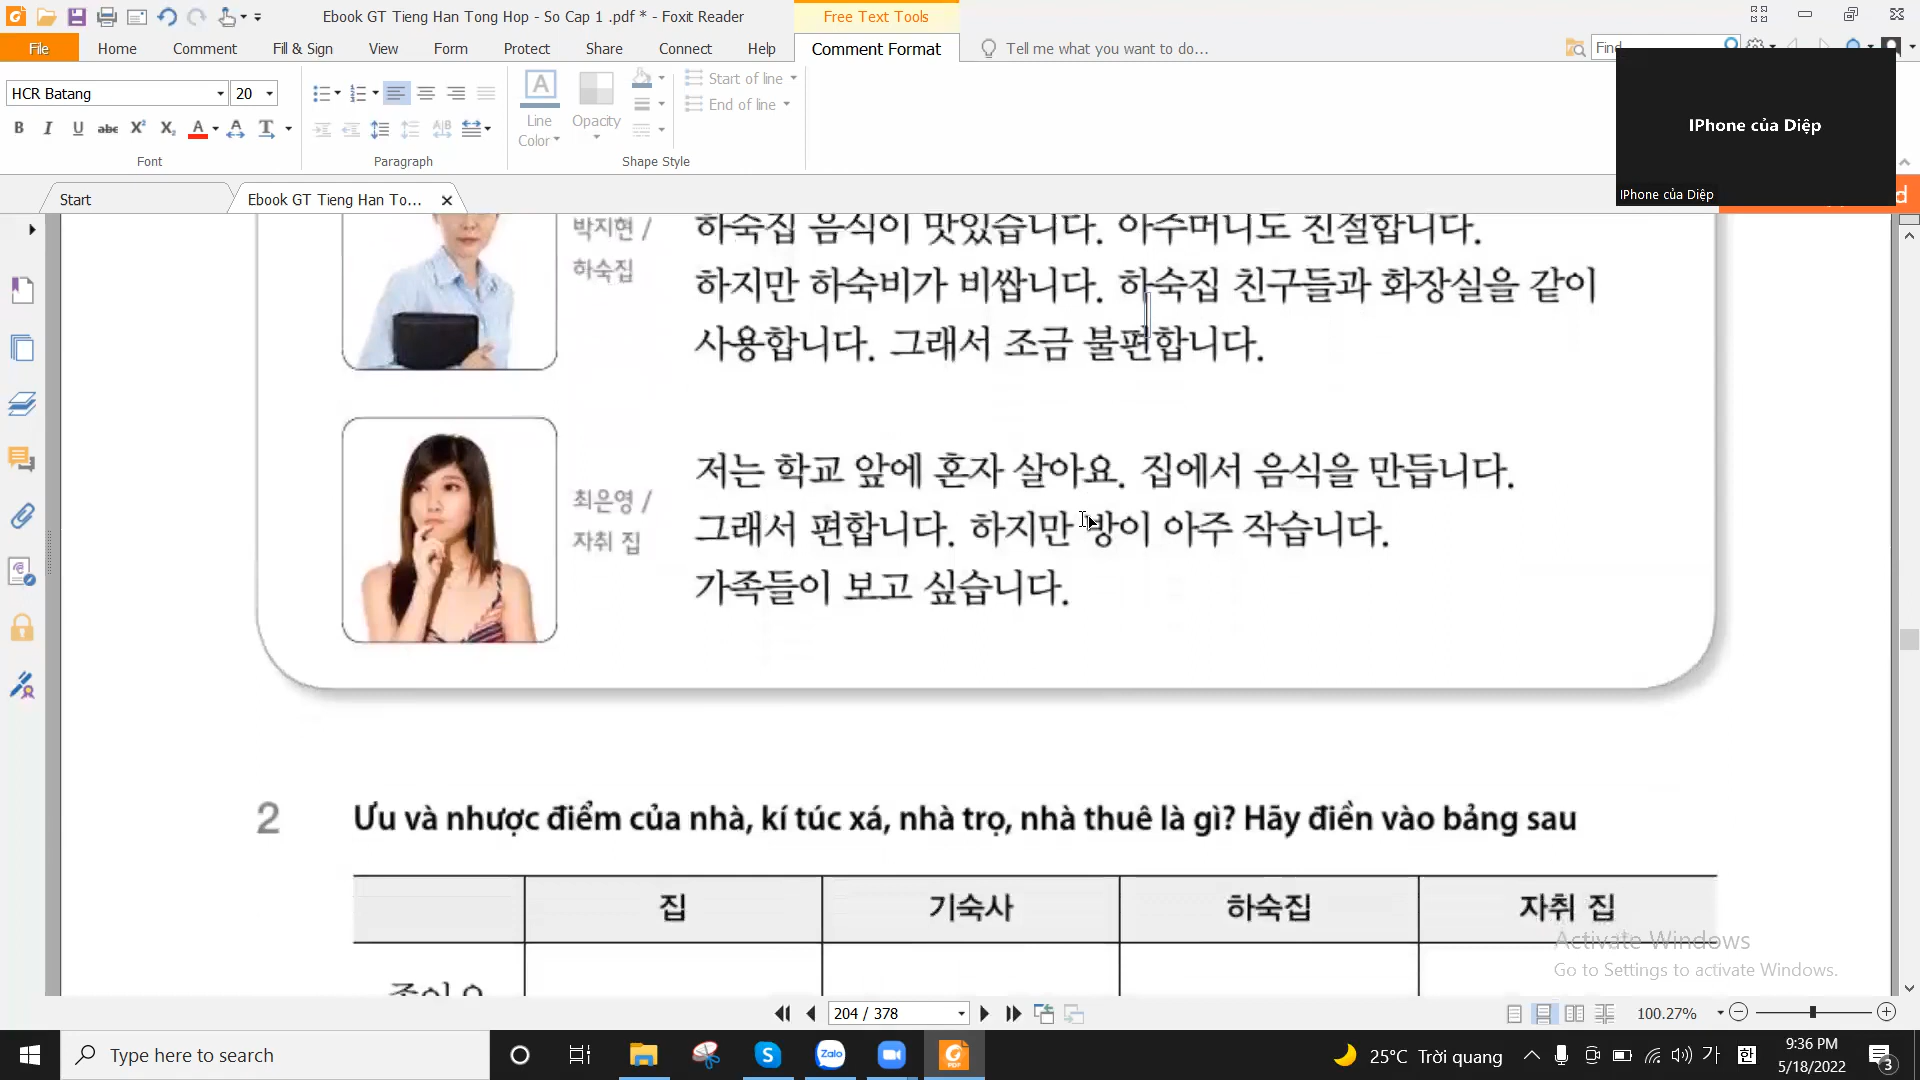 Ebook GT Tieng Han Tong Hop - So Cap 1 .pdf * - Foxit Reader
Free Text Tools
File Home Comment Fill & Sign View Form Protect Share Connect Help Comment Format Tell me what you want to do... Find
HCR Batang 20
Start of line
End of line
Line Color
Opacity
B I U abc X² X₂ A A T
Font Paragraph Shape Style
IPhone của Diệp
IPhone của Diệp
Start
Ebook GT Tieng Han To...
박지현 /
하숙집
하숙집 음식이 맛있습니다. 아주머니도 친절합니다.
하지만 하숙비가 비쌉니다. 하숙집 친구들과 화장실을 같이
사용합니다. 그래서 조금 불편합니다.
최은영 /
자취 집
저는 학교 앞에 혼자 살아요. 집에서 음식을 만듭니다.
그래서 편합니다. 하지만 방이 아주 작습니다.
가족들이 보고 싶습니다.
2 Ưu và nhược điểm của nhà, kí túc xá, nhà trọ, nhà thuê là gì? Hãy điền vào bảng sau
집 기숙사 하숙집 자취 집
Activate Windows
Go to Settings to activate Windows.
204 / 378
100.27%
Type here to search
Zalo
25°C Trời quang
가 한
9:36 PM
5/18/2022
3